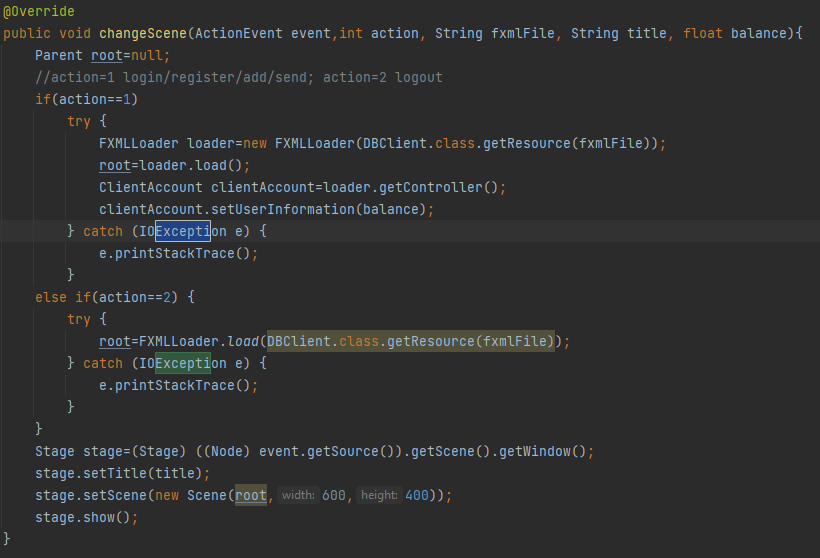 @Override
public void changeScene(ActionEvent event,int action, String fxmlFile, String title, float balance){
    Parent root=null;
    //action=1 login/register/add/send; action=2 logout
    if(action==1)
        try {
            FXMLLoader loader=new FXMLLoader(DBClient.class.getResource(fxmlFile));
            root=loader.load();
            ClientAccount clientAccount=loader.getController();
            clientAccount.setUserInformation(balance);
        } catch (IOException e) {
            e.printStackTrace();
        }
    else if(action==2) {
        try {
            root=FXMLLoader.load(DBClient.class.getResource(fxmlFile));
        } catch (IOException e) {
            e.printStackTrace();
        }
    }
    Stage stage=(Stage) ((Node) event.getSource()).getScene().getWindow();
    stage.setTitle(title);
    stage.setScene(new Scene(root, width: 600, height: 400));
    stage.show();
}